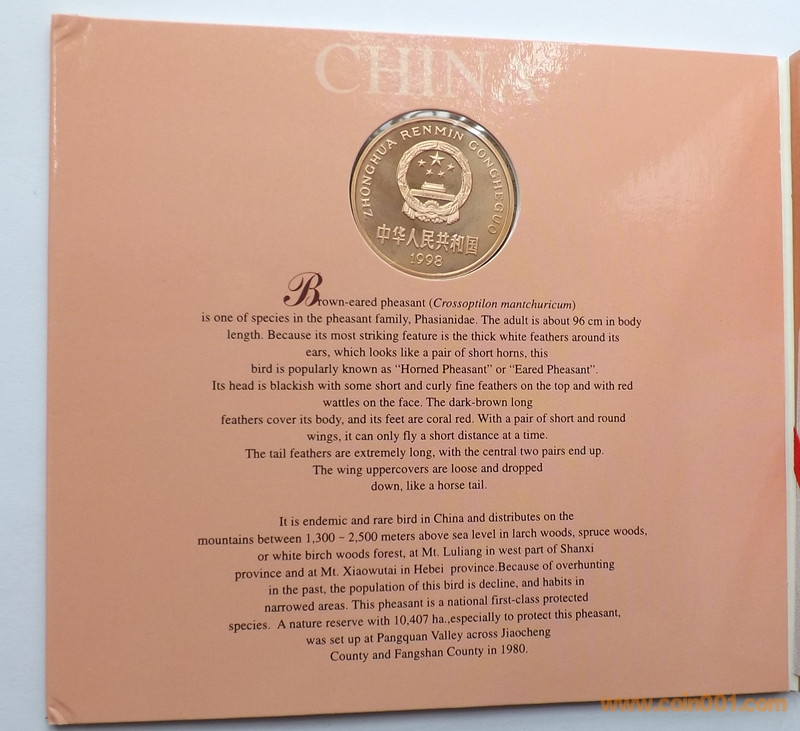 CHINA
ZHONGHUA RENMIN GONGHEGUO
中华人民共和国
1998
Brown-eared pheasant (Crossoptilon mantchuricum)
is one of species in the pheasant family, Phasianidae. The adult is about 96 cm in body
length. Because its most striking feature is the thick white feathers around its
ears, which looks like a pair of short horns, this
bird is popularly known as “Horned Pheasant” or “Eared Pheasant”.
Its head is blackish with some short and curly fine feathers on the top and with red
wattles on the face. The dark-brown long
feathers cover its body, and its feet are coral red. With a pair of short and round
wings, it can only fly a short distance at a time.
The tail feathers are extremely long, with the central two pairs end up.
The wing uppercovers are loose and dropped
down, like a horse tail.
It is endemic and rare bird in China and distributes on the
mountains between 1,300 – 2,500 meters above sea level in larch woods, spruce woods,
or white birch woods forest, at Mt. Luliang in west part of Shanxi
province and at Mt. Xiaowutai in Hebei province.Because of overhunting
in the past, the population of this bird is decline, and habits in
narrowed areas. This pheasant is a national first-class protected
species. A nature reserve with 10,407 ha.,especially to protect this pheasant,
was set up at Pangquan Valley across Jiaocheng
County and Fangshan County in 1980.
www.coin001.com